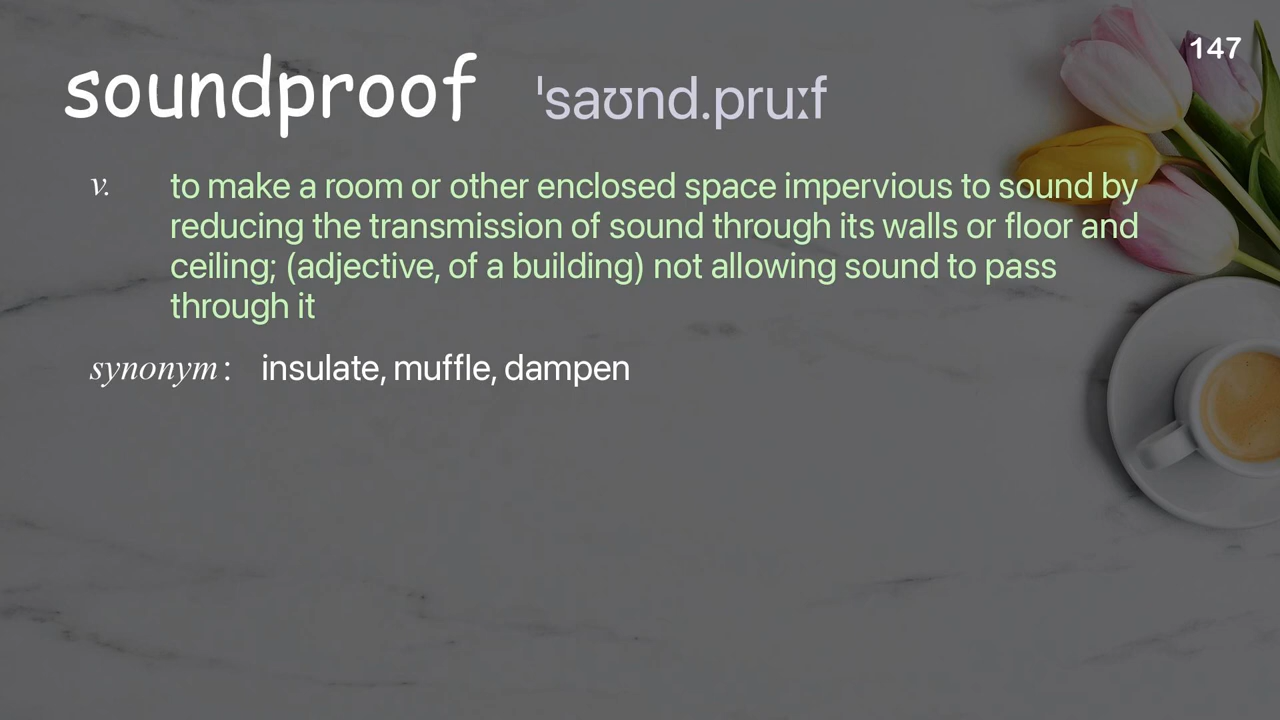 147
soundproof ˈsaʊnd.pruːf
v. to make a room or other enclosed space impervious to sound by
reducing the transmission of sound through its walls or floor and
ceiling; (adjective, of a building) not allowing sound to pass
through it
synonym : insulate, muffle, dampen